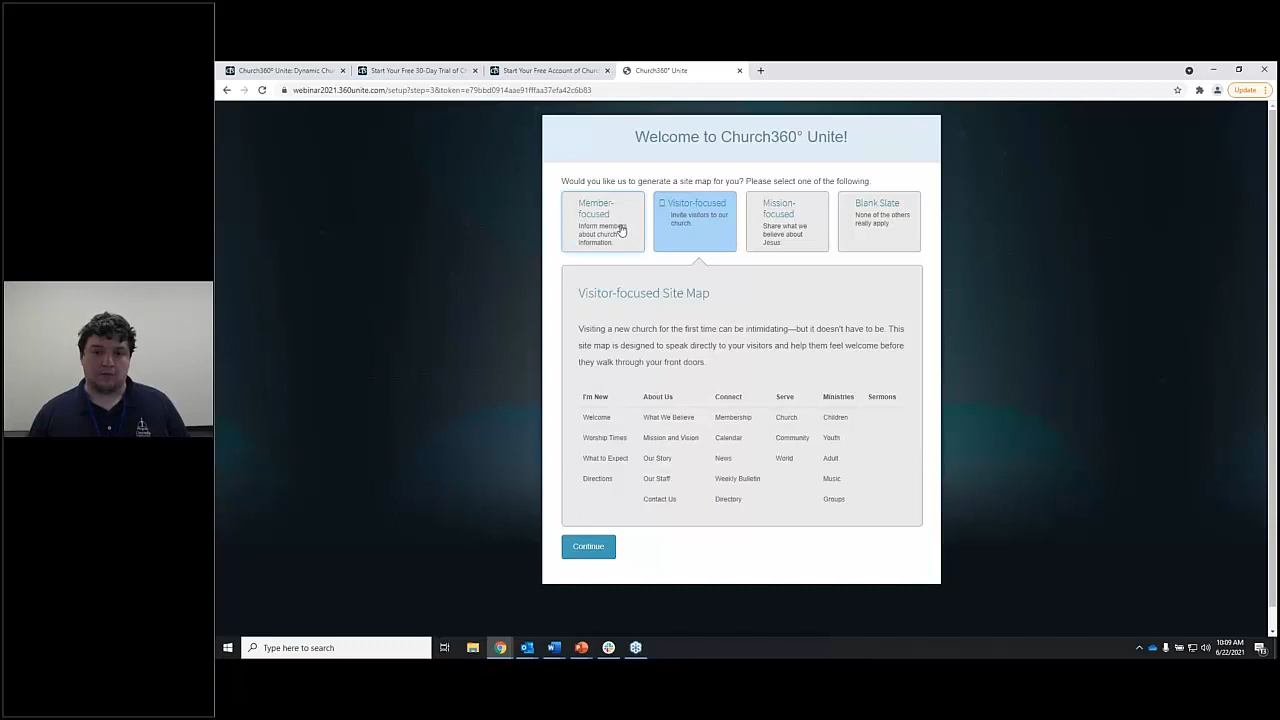 Church360° Unite: Dynamic Chur
Start Your Free 30-Day Trial of C
Start Your Free Account of Churc
Church360° Unite
webinar2021.360unite.com/setup?step=3&token=e79bbd0914aae91fffaa37efa42c6b83
Update
Welcome to Church360° Unite!
Would you like us to generate a site map for you? Please select one of the following.
Member-
focused
Inform members
about church
information.
Visitor-focused
Invite visitors to our
church.
Mission-
focused
Share what we
believe about
Jesus.
Blank Slate
None of the others
really apply
Visitor-focused Site Map
Visiting a new church for the first time can be intimidating—but it doesn't have to be. This
site map is designed to speak directly to your visitors and help them feel welcome before
they walk through your front doors.
I'm New About Us Connect Serve Ministries Sermons
Welcome What We Believe Membership Church Children
Worship Times Mission and Vision Calendar Community Youth
What to Expect Our Story News World Adult
Directions Our Staff Weekly Bulletin Music
Contact Us Directory Groups
Continue
Type here to search
10:09 AM
6/22/2021